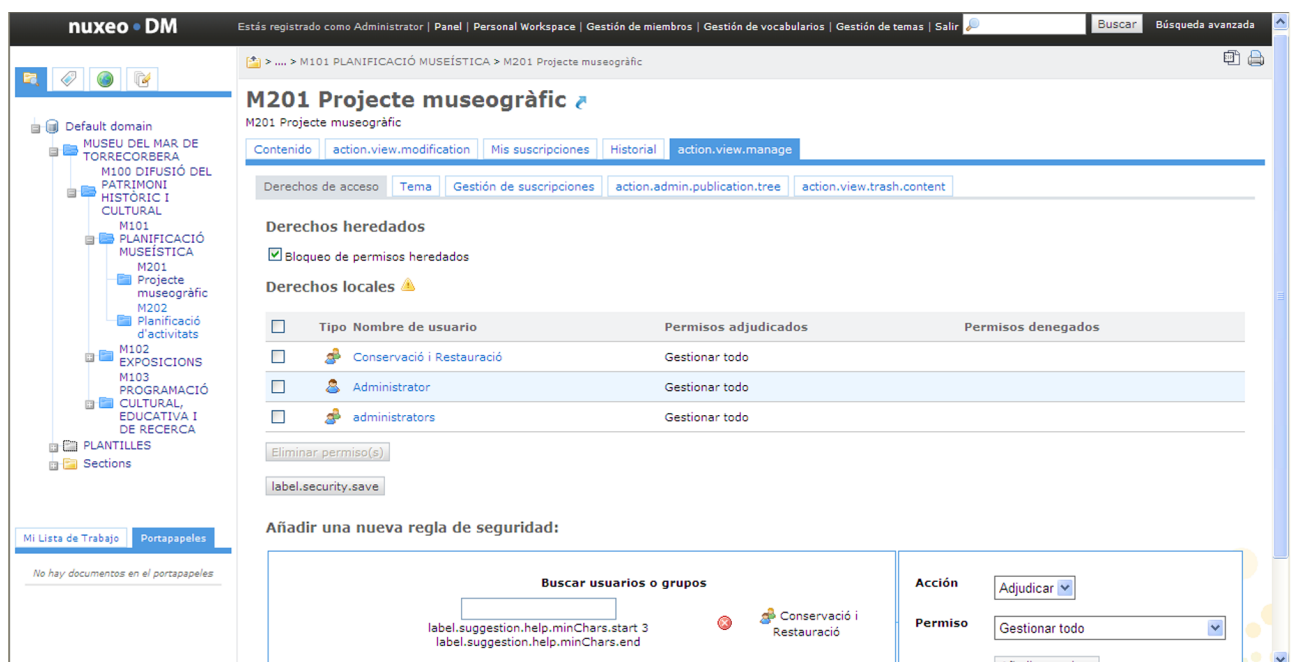 nuxeo DM
Estás registrado como Administrator | Panel | Personal Workspace | Gestión de miembros | Gestión de vocabularios | Gestión de temas | Salir
Buscar
Búsqueda avanzada
> .... > M101 PLANIFICACIÓ MUSEÍSTICA > M201 Projecte museogràfic
Default domain
MUSEU DEL MAR DE
TORRECORBERA
M100 DIFUSIÓ DEL
PATRIMONI
HISTÒRIC I
CULTURAL
M101
PLANIFICACIÓ
MUSEÍSTICA
M201
Projecte
museogràfic
M202
Planificació
d'activitats
M102
EXPOSICIONS
M103
PROGRAMACIÓ
CULTURAL,
EDUCATIVA I
DE RECERCA
PLANTILLES
Sections
Mi Lista de Trabajo
Portapapeles
No hay documentos en el portapapeles
M201 Projecte museogràfic
M201 Projecte museogràfic
Contenido
action.view.modification
Mis suscripciones
Historial
action.view.manage
Derechos de acceso
Tema
Gestión de suscripciones
action.admin.publication.tree
action.view.trash.content
Derechos heredados
Bloqueo de permisos heredados
Derechos locales
Tipo Nombre de usuario Permisos adjudicados Permisos denegados
Conservació i Restauració Gestionar todo
Administrator Gestionar todo
administrators Gestionar todo
Eliminar permiso(s)
label.security.save
Añadir una nueva regla de seguridad:
Buscar usuarios o grupos
label.suggestion.help.minChars.start 3
label.suggestion.help.minChars.end
Conservació i
Restauració
Acción
Adjudicar
Permiso
Gestionar todo